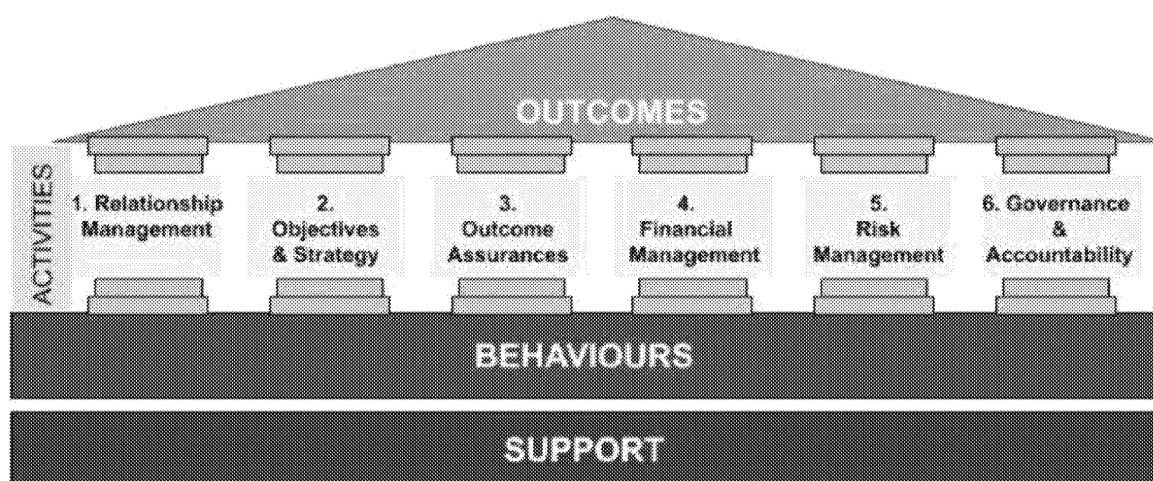 OUTCOMES
ACTIVITIES
1. Relationship
Management
2.
Objectives
& Strategy
3.
Outcome
Assurances
4.
Financial
Management
5.
Risk
Management
6. Governance
&
Accountability
BEHAVIOURS
SUPPORT